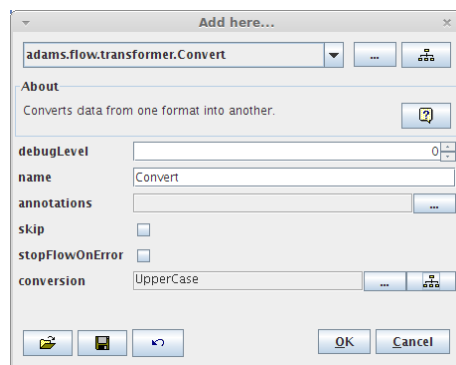 Add here...
adams.flow.transformer.Convert ...
About
Converts data from one format into another.
debugLevel 0
name Convert
annotations ...
skip
stopFlowOnError
conversion UpperCase ...
OK Cancel